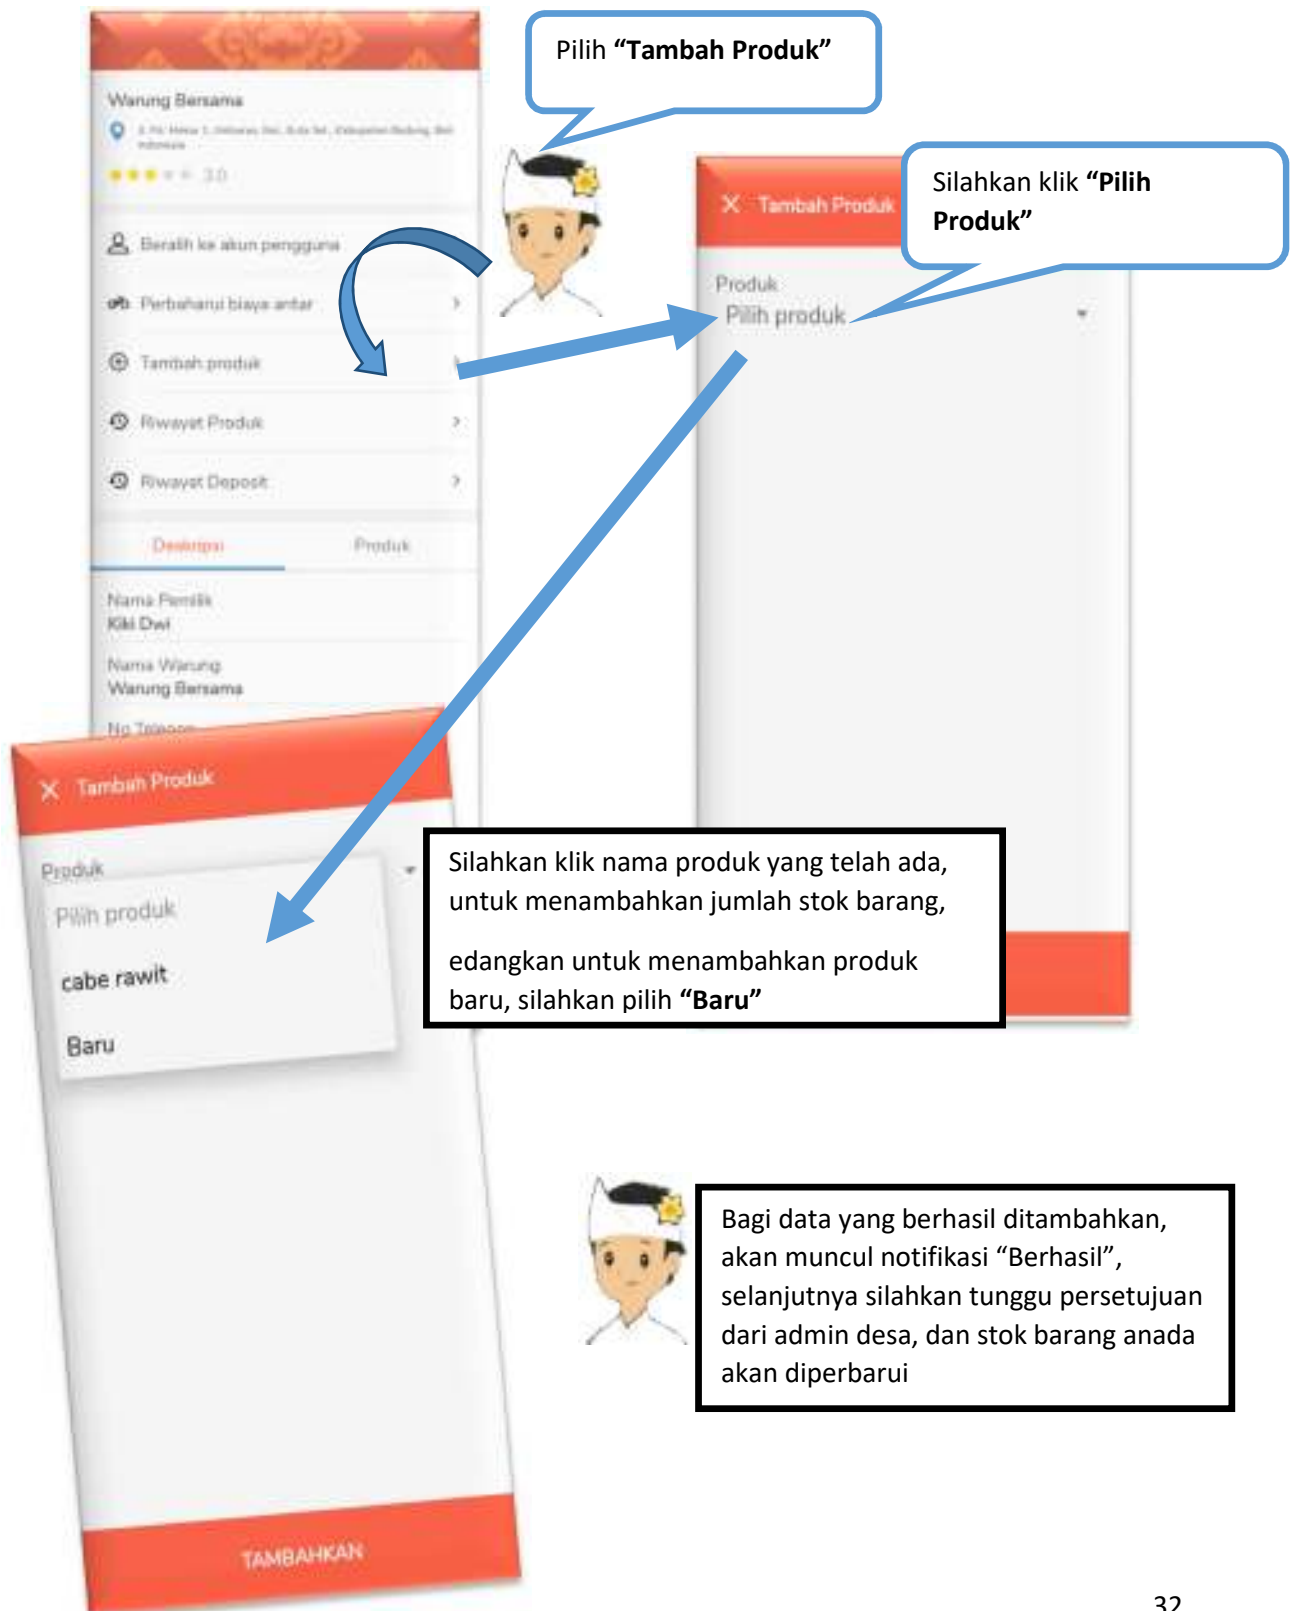 Pilih “Tambah Produk”
Warung Bersama
3.0
Beralih ke akun pengguna
Perbaharui biaya antar
Tambah produk
Riwayat Produk
Riwayat Deposit
Deskripsi
Produk
Nama Pemilik
Kiki Dwi
Nama Warung
Warung Bersama
No Telepon
Silahkan klik “Pilih
Produk”
Tambah Produk
Produk
Pilih produk
Tambah Produk
Produk
Pilih produk
cabe rawit
Baru
TAMBAHKAN
Silahkan klik nama produk yang telah ada,
untuk menambahkan jumlah stok barang,
edangkan untuk menambahkan produk
baru, silahkan pilih “Baru”
Bagi data yang berhasil ditambahkan,
akan muncul notifikasi “Berhasil”,
selanjutnya silahkan tunggu persetujuan
dari admin desa, dan stok barang anada
akan diperbarui
32